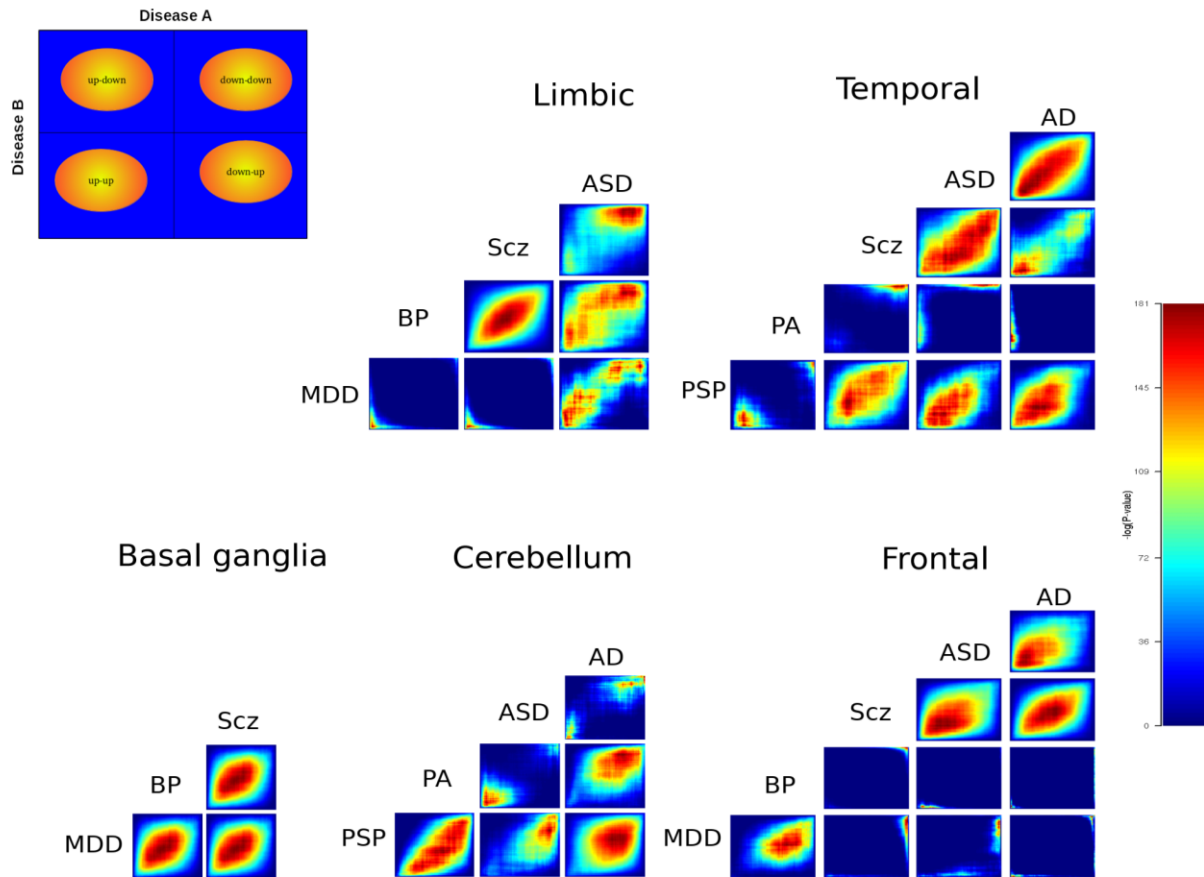 Disease A
Disease B
up-down
down-down
up-up
down-up
Limbic
ASD
Scz
BP
MDD
Temporal
AD
ASD
Scz
PA
PSP
181
145
109
72
36
0
-log(P-value)
Basal ganglia
Scz
BP
MDD
Cerebellum
AD
ASD
PA
PSP
Frontal
AD
ASD
Scz
BP
MDD